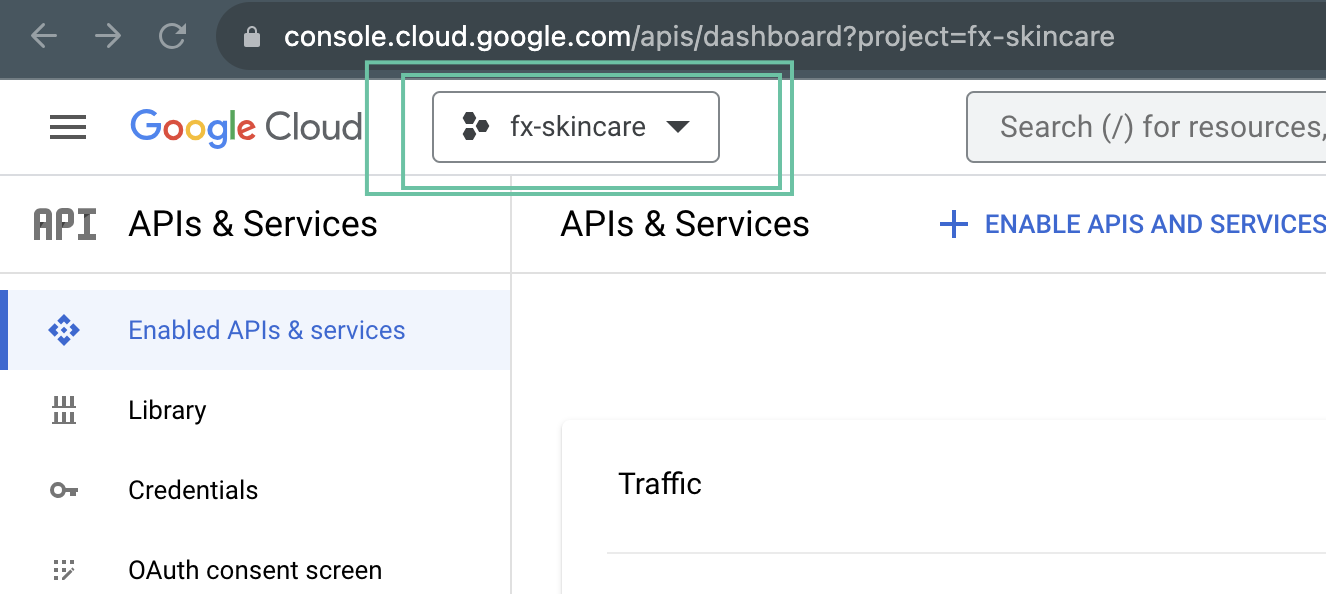 console.cloud.google.com/apis/dashboard?project=fx-skincare
Google Cloud
fx-skincare
Search (/) for resources,
API
APIs & Services
APIs & Services
ENABLE APIS AND SERVICES
Enabled APIs & services
Library
Credentials
OAuth consent screen
Traffic